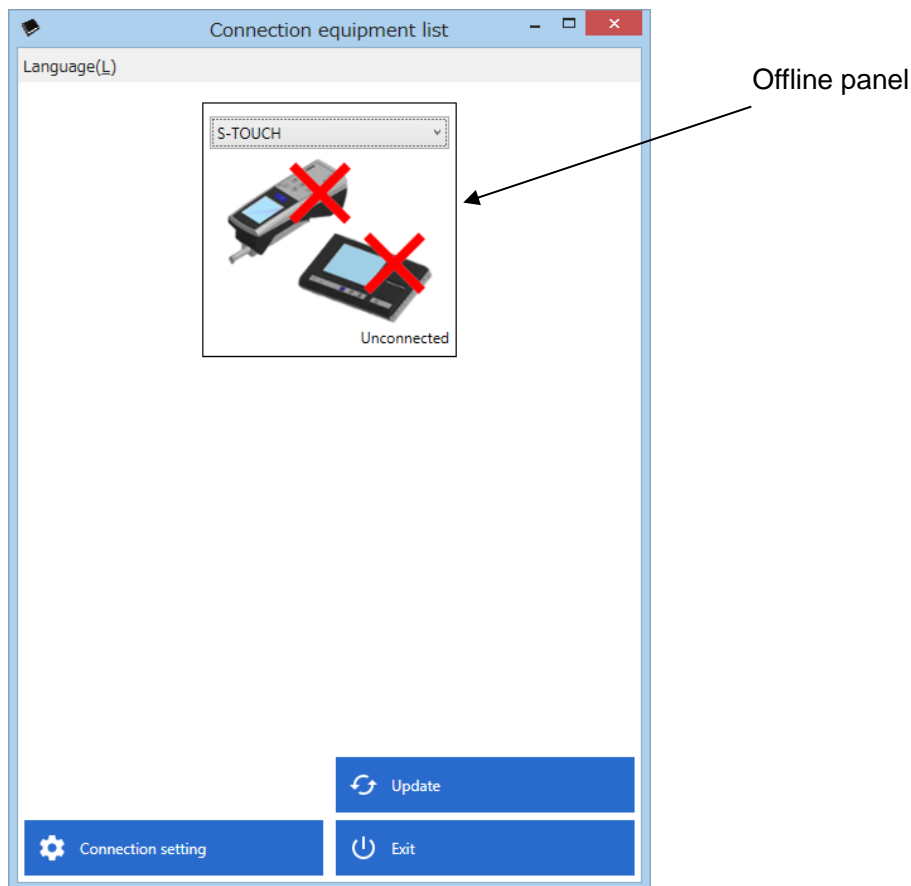 Connection equipment list
Language(L)
Offline panel
S-TOUCH
Unconnected
Update
Connection setting
Exit